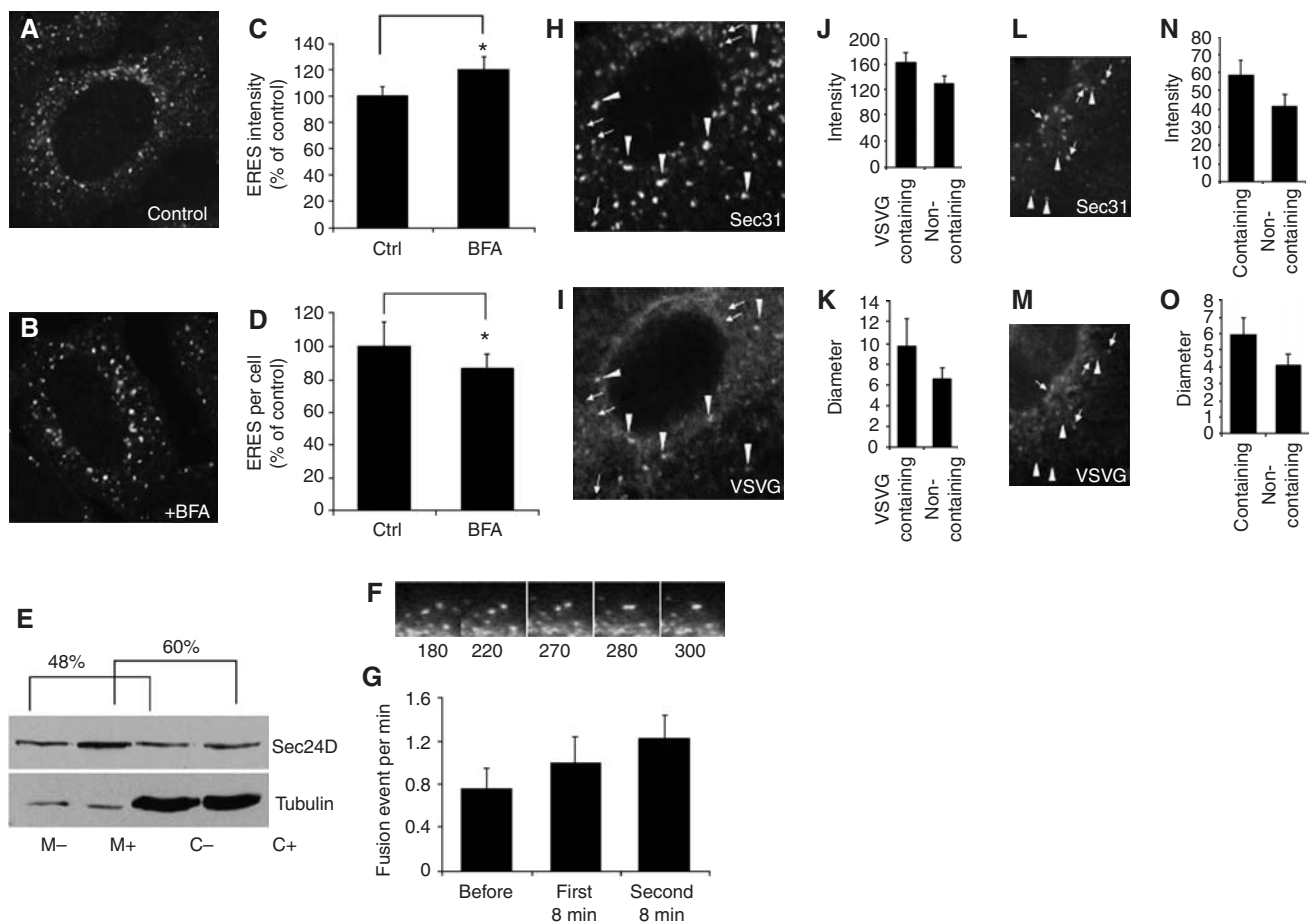 A
Control
B
+BFA
C
ERES intensity
(% of control)
140
120
100
80
60
40
20
0
*
Ctrl
BFA
D
ERES per cell
(% of control)
120
100
80
60
40
20
0
*
Ctrl
BFA
E
48%
60%
Sec24D
Tubulin
M–
M+
C–
C+
F
180
220
270
280
300
G
Fusion event per min
1.6
1.2
0.8
0.4
0
Before
First
8 min
Second
8 min
H
Sec31
I
VSVG
J
Intensity
200
160
120
80
40
0
VSVG
containing
Non-
containing
K
Diameter
14
12
10
8
6
4
2
0
VSVG
containing
Non-
containing
L
Sec31
M
VSVG
N
Intensity
80
70
60
50
40
30
20
10
0
Containing
Non-
containing
O
Diameter
8
7
6
5
4
3
2
1
0
Containing
Non-
containing